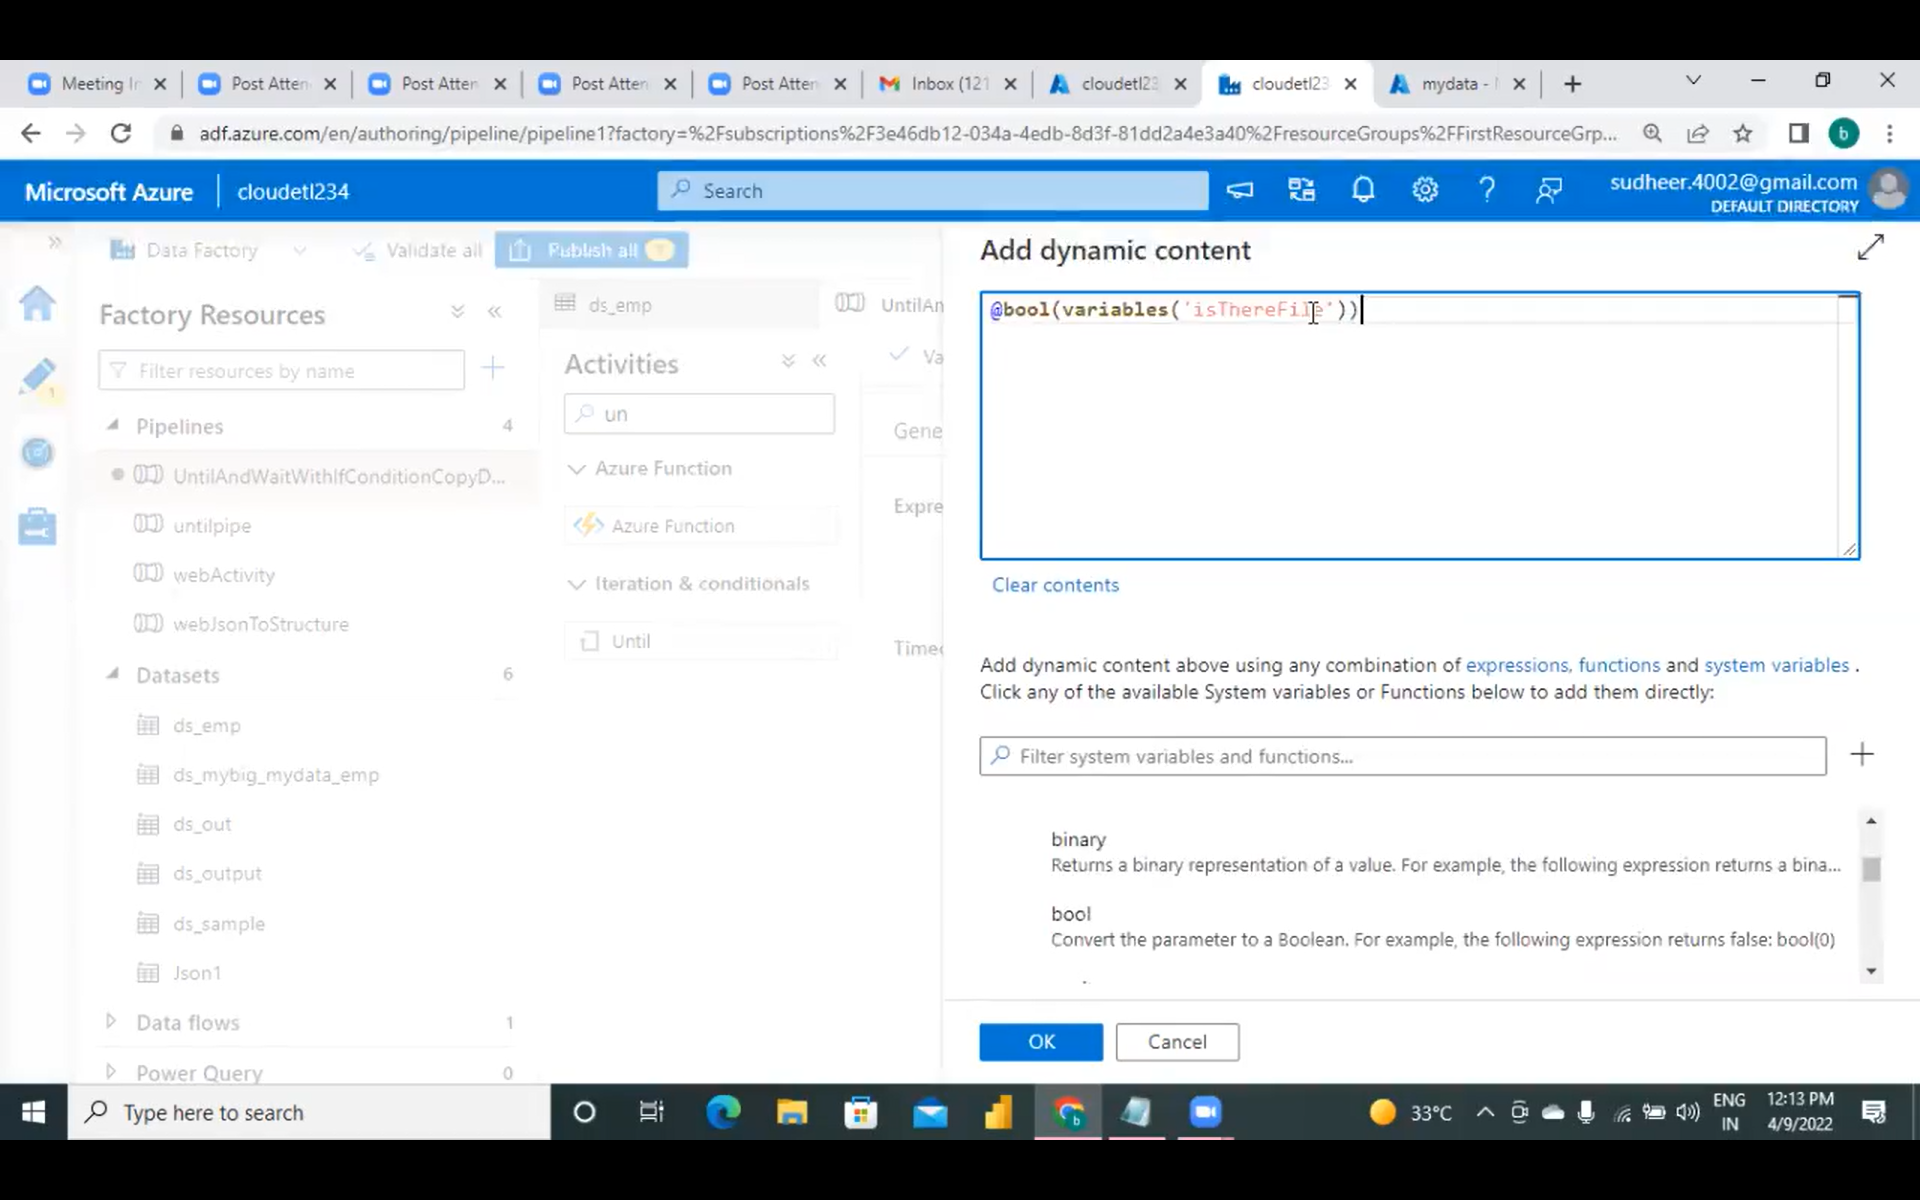 Meeting In
Post Atten
Post Atten
Post Atten
Post Atten
Inbox (121
cloudetl23
cloudetl23
mydata -
adf.azure.com/en/authoring/pipeline/pipeline1?factory=%2Fsubscriptions%2F3e46db12-034a-4edb-8d3f-81dd2a4e3a40%2FresourceGroups%2FFirstResourceGrp...
b
Microsoft Azure
cloudetl234
Search
sudheer.4002@gmail.com
DEFAULT DIRECTORY
Data Factory
Validate all
Publish all
Factory Resources
Filter resources by name
Pipelines 4
UntilAndWaitWithIfConditionCopyD...
untilpipe
webActivity
webJsonToStructure
Datasets 6
ds_emp
ds_mybig_mydata_emp
ds_out
ds_output
ds_sample
Json1
Data flows 1
Power Query 0
ds_emp
UntilAn
Activities
un
Azure Function
Azure Function
Iteration & conditionals
Until
Va
Gene
Expre
Timeo
Add dynamic content
@bool(variables('isThereFile'))
Clear contents
Add dynamic content above using any combination of expressions, functions and system variables .
Click any of the available System variables or Functions below to add them directly:
Filter system variables and functions...
binary
Returns a binary representation of a value. For example, the following expression returns a bina...
bool
Convert the parameter to a Boolean. For example, the following expression returns false: bool(0)
OK
Cancel
Type here to search
33°C
ENG
IN
12:13 PM
4/9/2022